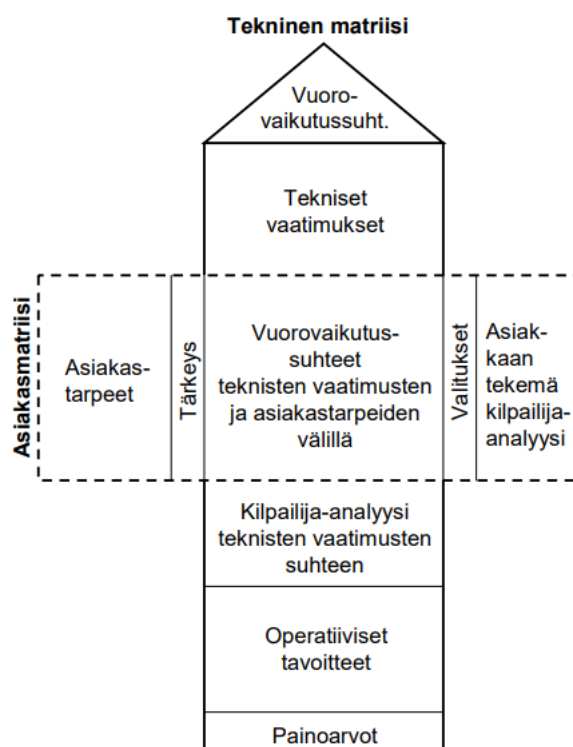 Tekninen matriisi
Vuoro-
vaikutussuht.
Tekniset
vaatimukset
Asiakasmatriisi
Asiakas-
tarpeet
Tärkeys
Vuorovaikutus-
suhteet
teknisten vaatimusten
ja asiakastarpeiden
välillä
Valitukset
Asiak-
kaan
tekemä
kilpailija-
analyysi
Kilpailija-analyysi
teknisten vaatimusten
suhteen
Operatiiviset
tavoitteet
Painoarvot